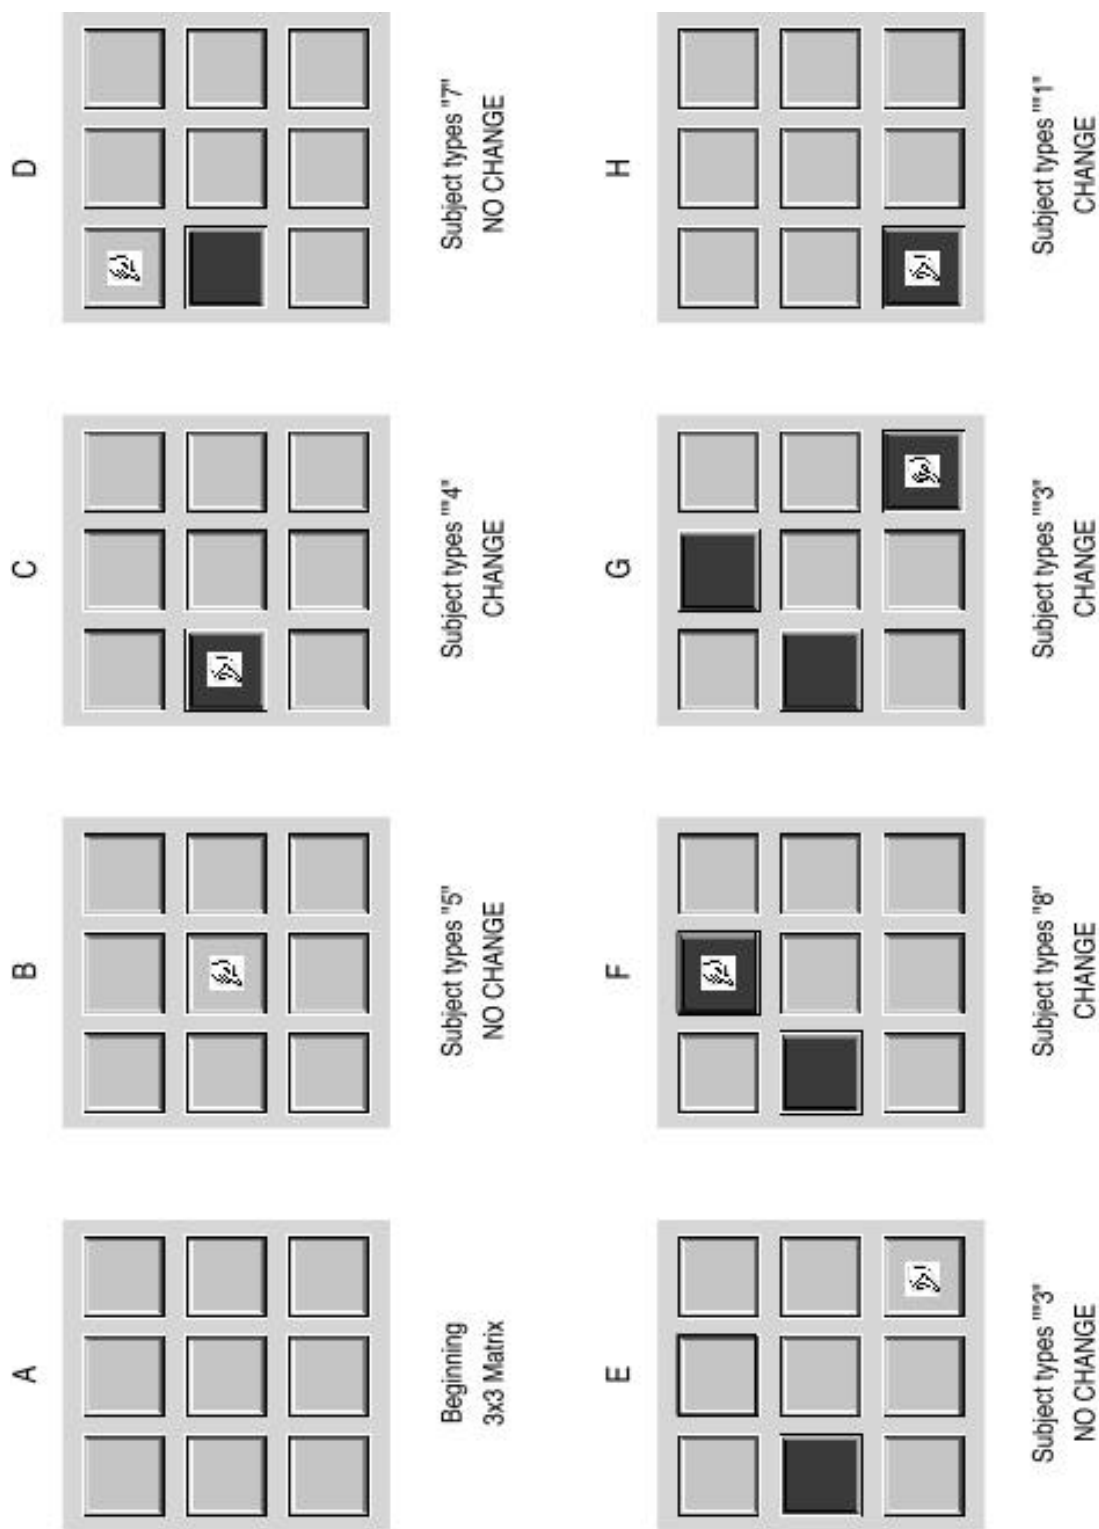 A
Beginning
3x3 Matrix
B
Subject types "5"
NO CHANGE
C
Subject types ""4"
CHANGE
D
Subject types "7"
NO CHANGE
E
Subject types ""3"
NO CHANGE
F
Subject types "8"
CHANGE
G
Subject types ""3"
CHANGE
H
Subject types ""1"
CHANGE